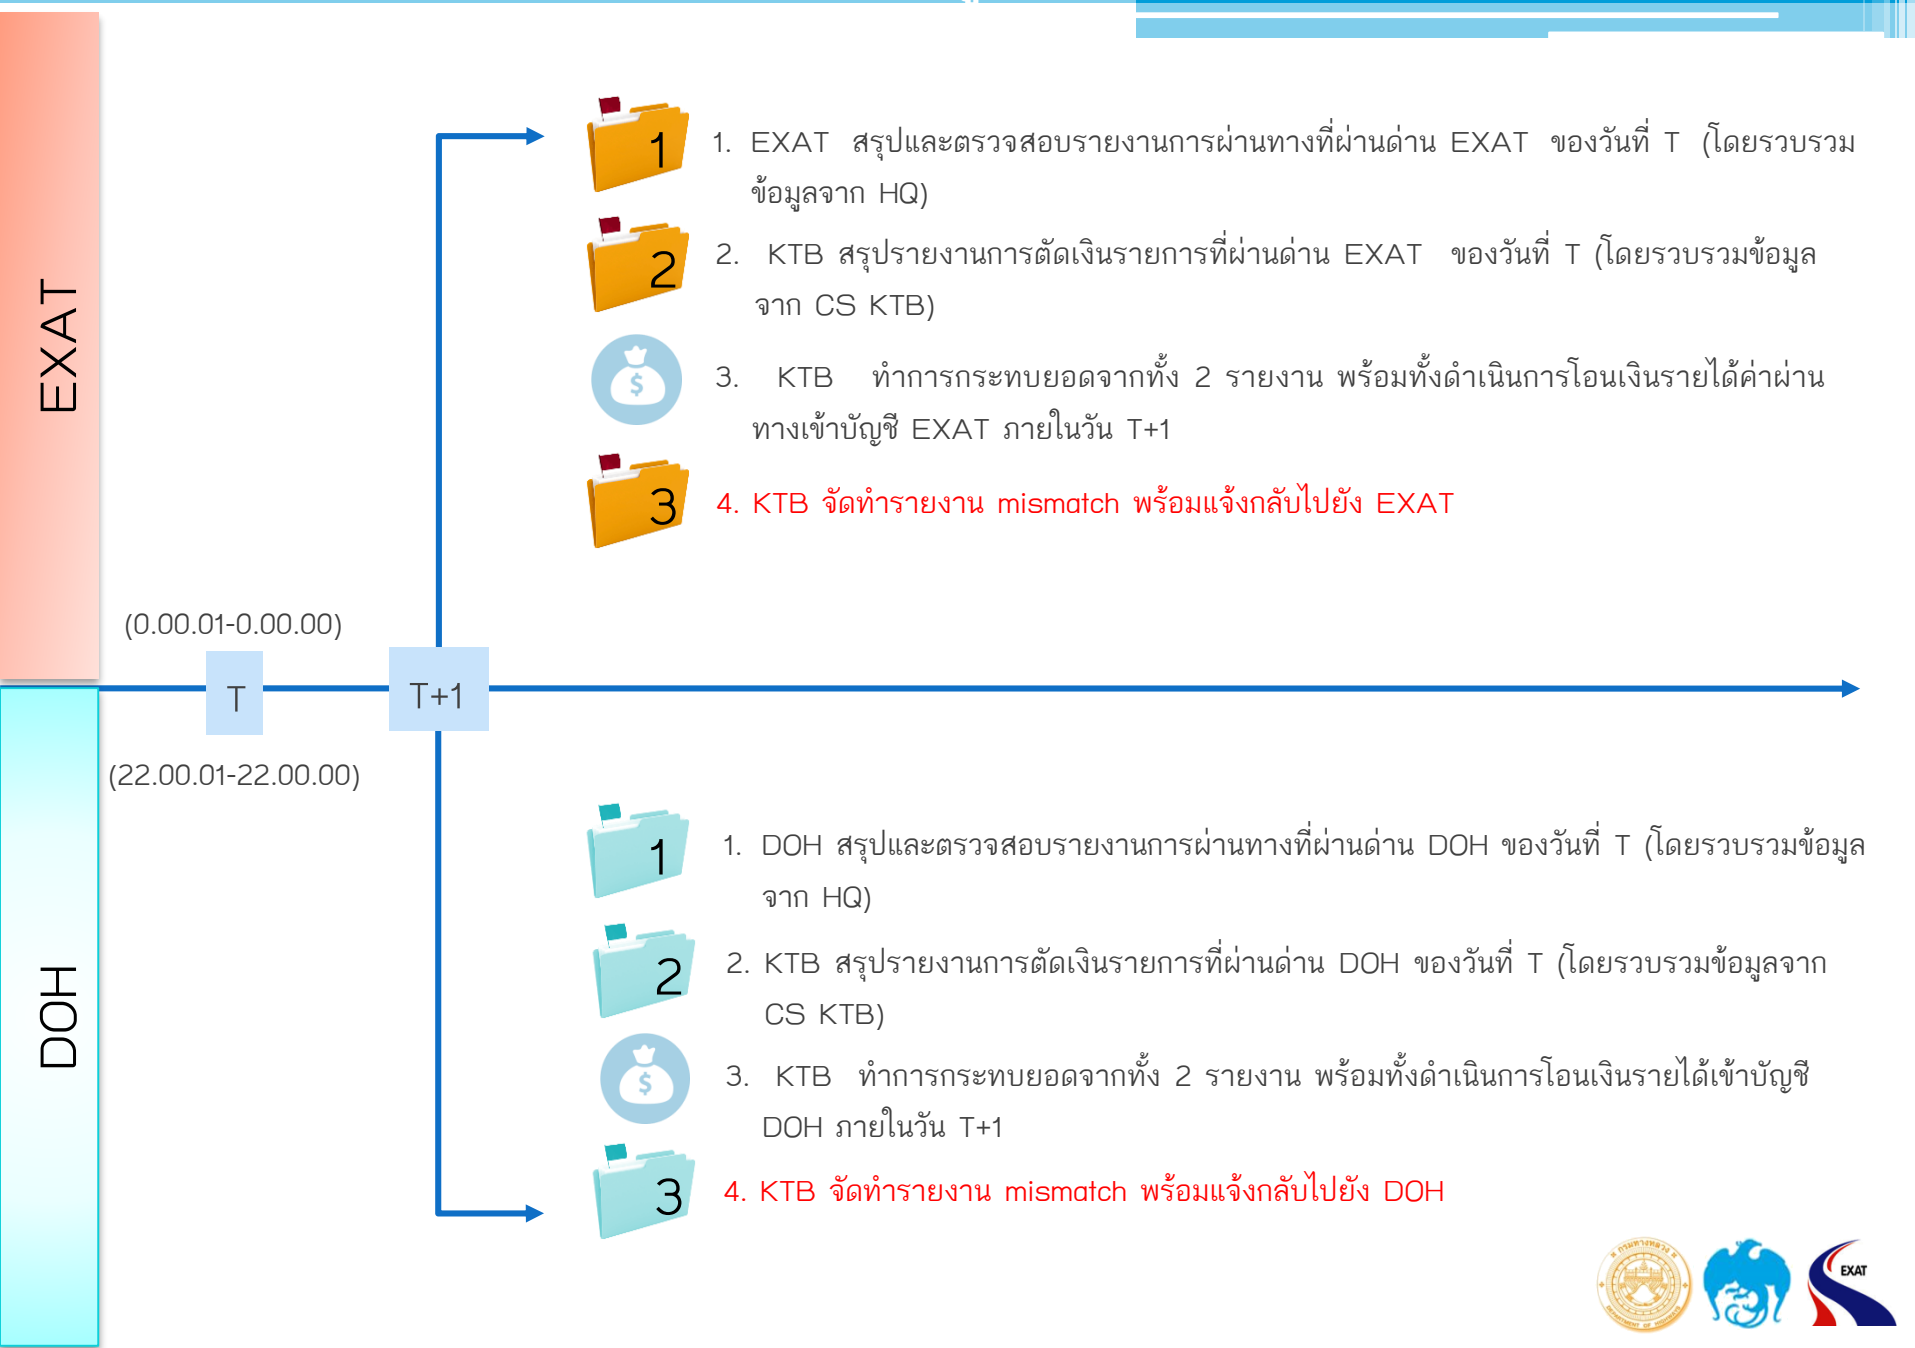 EXAT
1
1. EXAT สรุปและตรวจสอบรายงานการผ่านทางที่ผ่านด่าน EXAT ของวันที่ T (โดยรวบรวม
ข้อมูลจาก HQ)
2
2. KTB สรุปรายงานการตัดเงินรายการที่ผ่านด่าน EXAT ของวันที่ T (โดยรวบรวมข้อมูล
จาก CS KTB)
3. KTB ทำการกระทบยอดจากทั้ง 2 รายงาน พร้อมทั้งดำเนินการโอนเงินรายได้ค่าผ่าน
ทางเข้าบัญชี EXAT ภายในวัน T+1
3
4. KTB จัดทำรายงาน mismatch พร้อมแจ้งกลับไปยัง EXAT
(0.00.01-0.00.00)
T
T+1
(22.00.01-22.00.00)
DOH
1
1. DOH สรุปและตรวจสอบรายงานการผ่านทางที่ผ่านด่าน DOH ของวันที่ T (โดยรวบรวมข้อมูล
จาก HQ)
2
2. KTB สรุปรายงานการตัดเงินรายการที่ผ่านด่าน DOH ของวันที่ T (โดยรวบรวมข้อมูลจาก
CS KTB)
3. KTB ทำการกระทบยอดจากทั้ง 2 รายงาน พร้อมทั้งดำเนินการโอนเงินรายได้เข้าบัญชี
DOH ภายในวัน T+1
3
4. KTB จัดทำรายงาน mismatch พร้อมแจ้งกลับไปยัง DOH
กรมทางหลวง
DEPARTMENT OF HIGHWAYS
EXAT